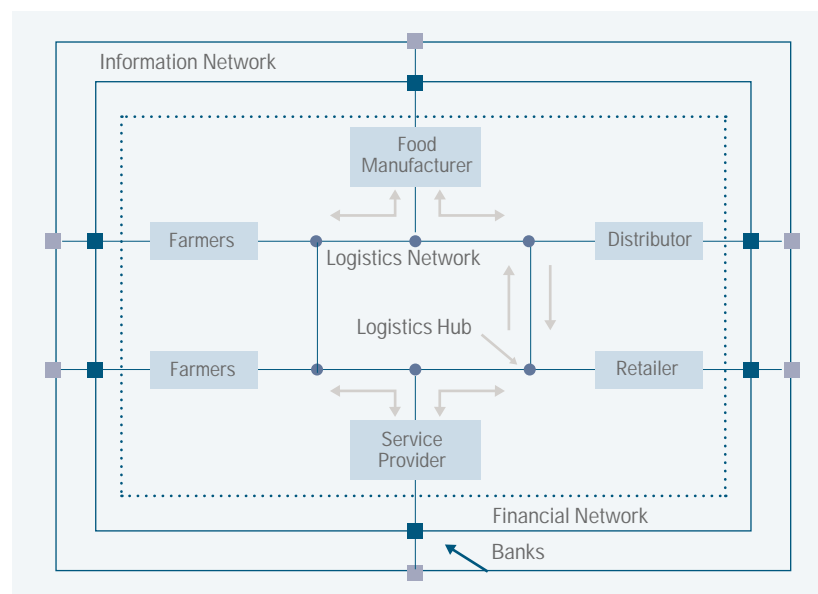 Information Network
Food
Manufacturer
Farmers
Distributor
Logistics Network
Logistics Hub
Farmers
Retailer
Service
Provider
Financial Network
Banks